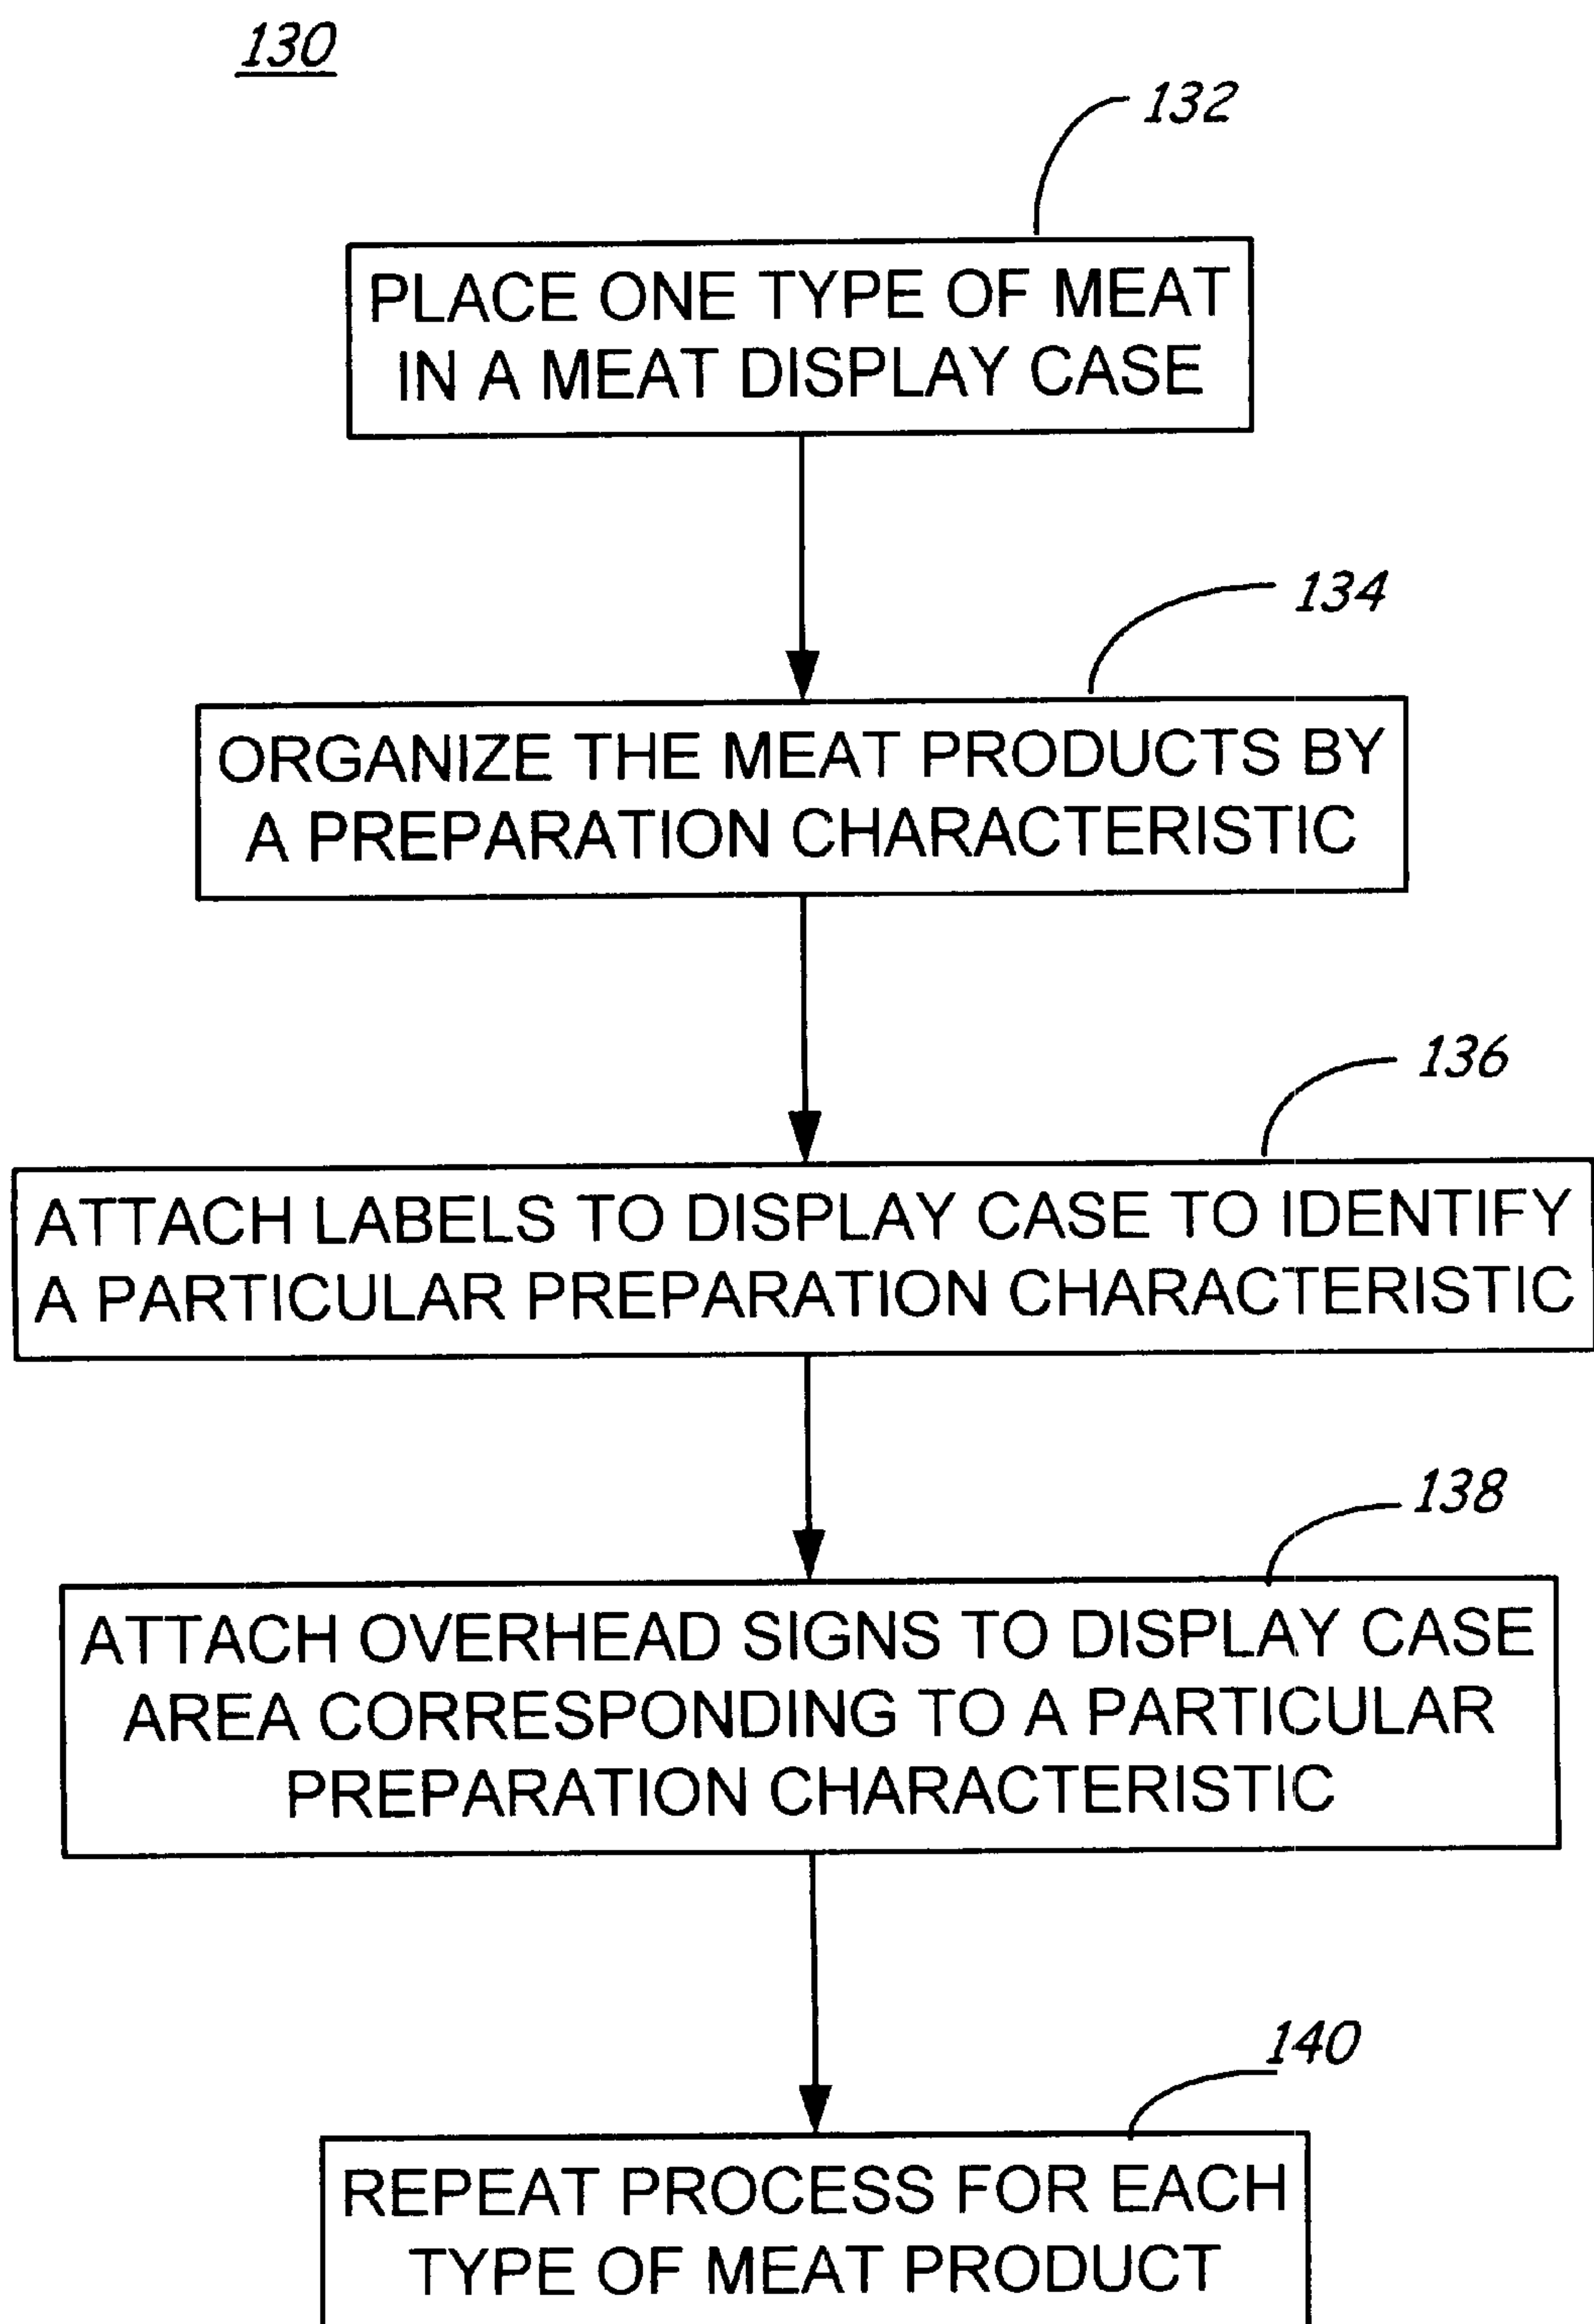 130
132
PLACE ONE TYPE OF MEAT
IN A MEAT DISPLAY CASE
134
ORGANIZE THE MEAT PRODUCTS BY
A PREPARATION CHARACTERISTIC
136
ATTACH LABELS TO DISPLAY CASE TO IDENTIFY
A PARTICULAR PREPARATION CHARACTERISTIC
138
ATTACH OVERHEAD SIGNS TO DISPLAY CASE
AREA CORRESPONDING TO A PARTICULAR
PREPARATION CHARACTERISTIC
140
REPEAT PROCESS FOR EACH
TYPE OF MEAT PRODUCT